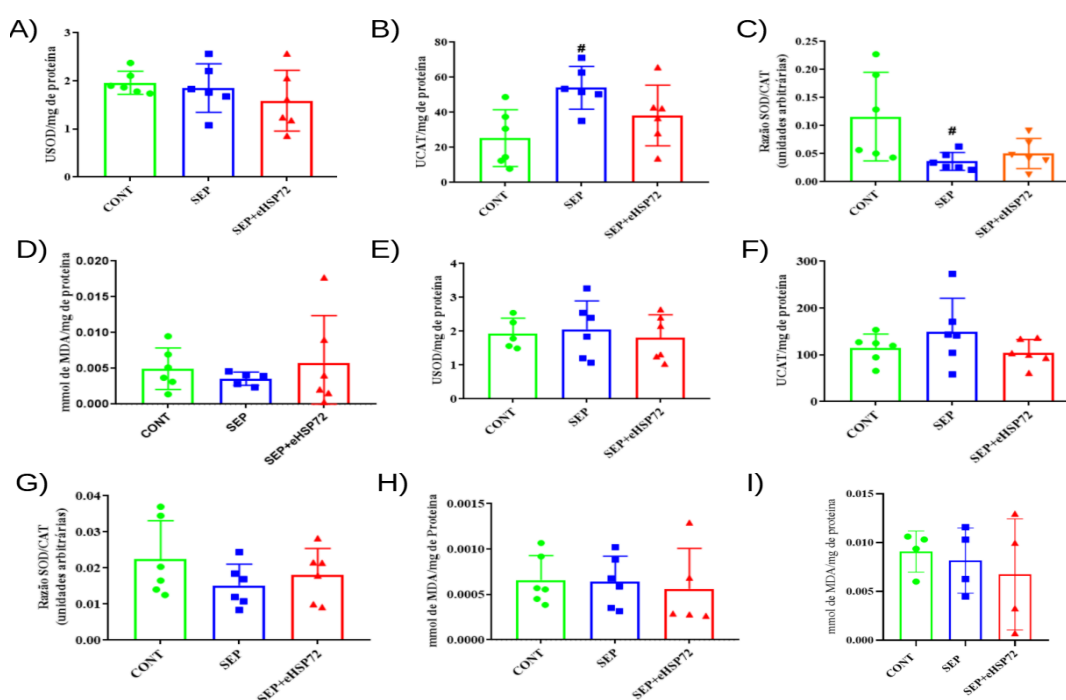 A)
USOD/mg de proteína
3
2
1
0
CONT
SEP
SEP+eHSP72
B)
UCAT/mg de proteína
80
60
40
20
0
#
CONT
SEP
SEP+eHSP72
C)
Razão SOD/CAT
(unidades arbitrárias)
0.25
0.20
0.15
0.10
0.05
0.00
#
CONT
SEP
SEP+eHSP72
D)
mmol de MDA/mg de proteína
0.020
0.015
0.010
0.005
0.000
CONT
SEP
SEP+eHSP72
E)
USOD/mg de proteína
4
3
2
1
0
CONT
SEP
SEP+eHSP72
F)
UCAT/mg de proteína
300
200
100
0
CONT
SEP
SEP+eHSP72
G)
Razão SOD/CAT
(unidades arbitrárias)
0.04
0.03
0.02
0.01
0.00
CONT
SEP
SEP+eHSP72
H)
mmol de MDA/mg de Proteína
0.0015
0.0010
0.0005
0.0000
CONT
SEP
SEP+eHSP72
I)
mmol de MDA/mg de proteína
0.015
0.010
0.005
0.000
CONT
SEP
SEP+eHSP72